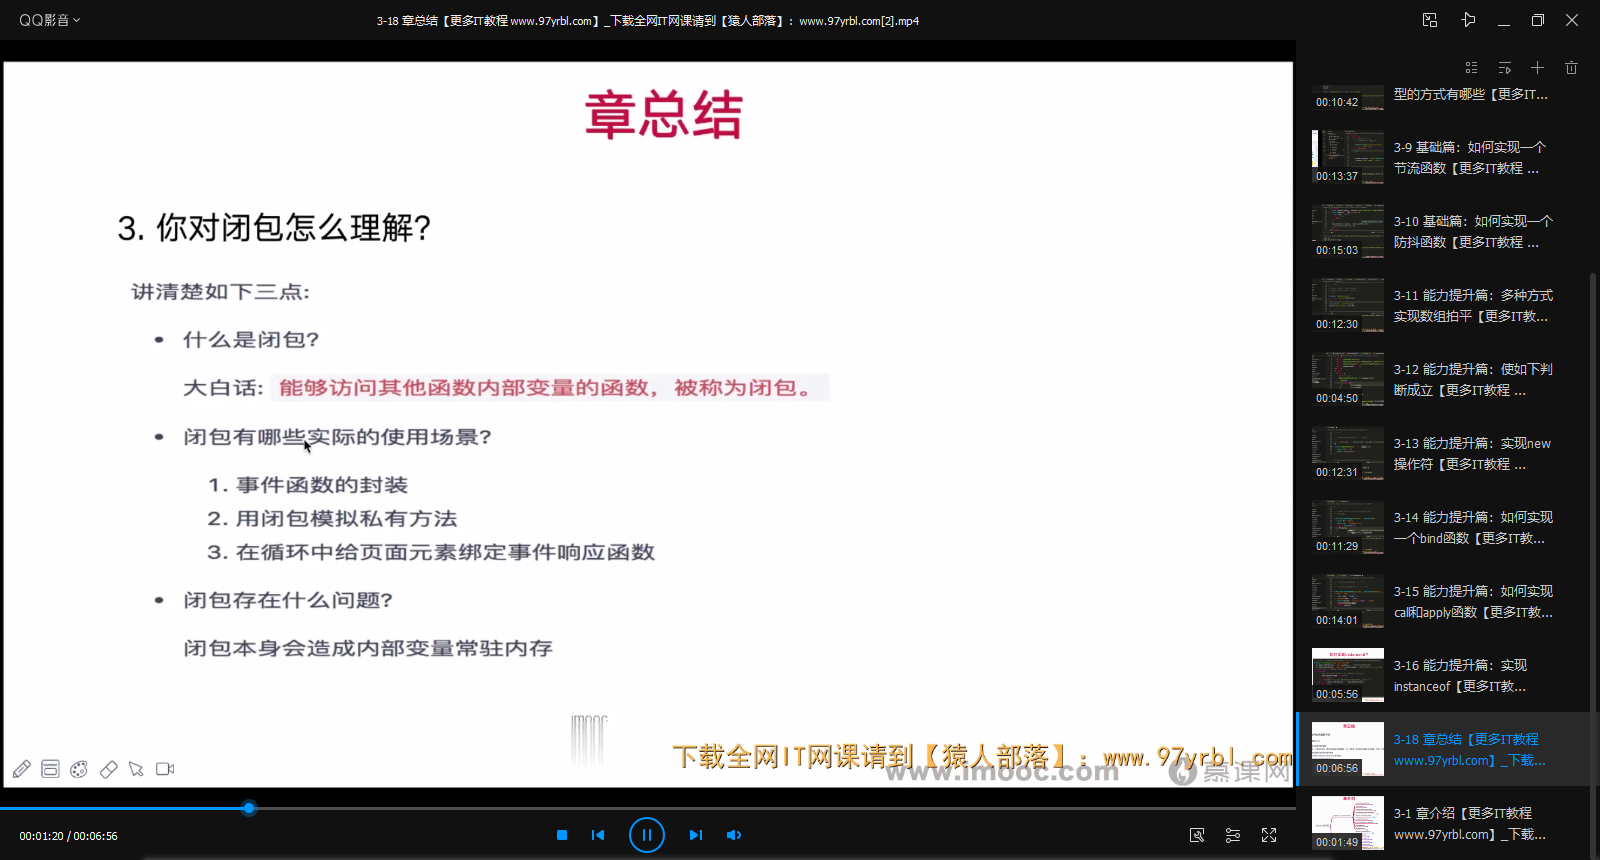 QQ影音
3-18 章总结【更多IT教程 www.97yrbl.com】_下载全网IT网课请到【猿人部落】：www.97yrbl.com[2].mp4
章总结
3. 你对闭包怎么理解?
讲清楚如下三点:
• 什么是闭包?
大白话: 能够访问其他函数内部变量的函数，被称为闭包。
• 闭包有哪些实际的使用场景?
1. 事件函数的封装
2. 用闭包模拟私有方法
3. 在循环中给页面元素绑定事件响应函数
• 闭包存在什么问题?
闭包本身会造成内部变量常驻内存
imooc
下载全网IT网课请到【猿人部落】：www.97yrbl.com
www.imooc.com
慕课网
00:01:20 / 00:06:56
00:10:42
型的方式有哪些【更多IT...
3-9 基础篇：如何实现一个
节流函数【更多IT教程 ...
00:13:37
3-10 基础篇：如何实现一个
防抖函数【更多IT教程 ...
00:15:03
3-11 能力提升篇：多种方式
实现数组拍平【更多IT教...
00:12:30
3-12 能力提升篇：使如下判
断成立【更多IT教程 ...
00:04:50
3-13 能力提升篇：实现new
操作符【更多IT教程 ...
00:12:31
3-14 能力提升篇：如何实现
一个bind函数【更多IT教...
00:11:29
3-15 能力提升篇：如何实现
call和apply函数【更多IT教...
00:14:01
3-16 能力提升篇：实现
instanceof【更多IT教...
00:05:56
3-18 章总结【更多IT教程
www.97yrbl.com】_下载...
00:06:56
3-1 章介绍【更多IT教程
www.97yrbl.com】_下载...
00:01:49